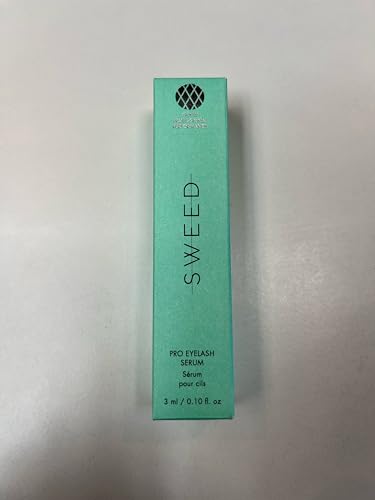 SWEED
PRO EYELASH
SERUM
Sérum
pour cils
3 ml / 0.10 fl. oz